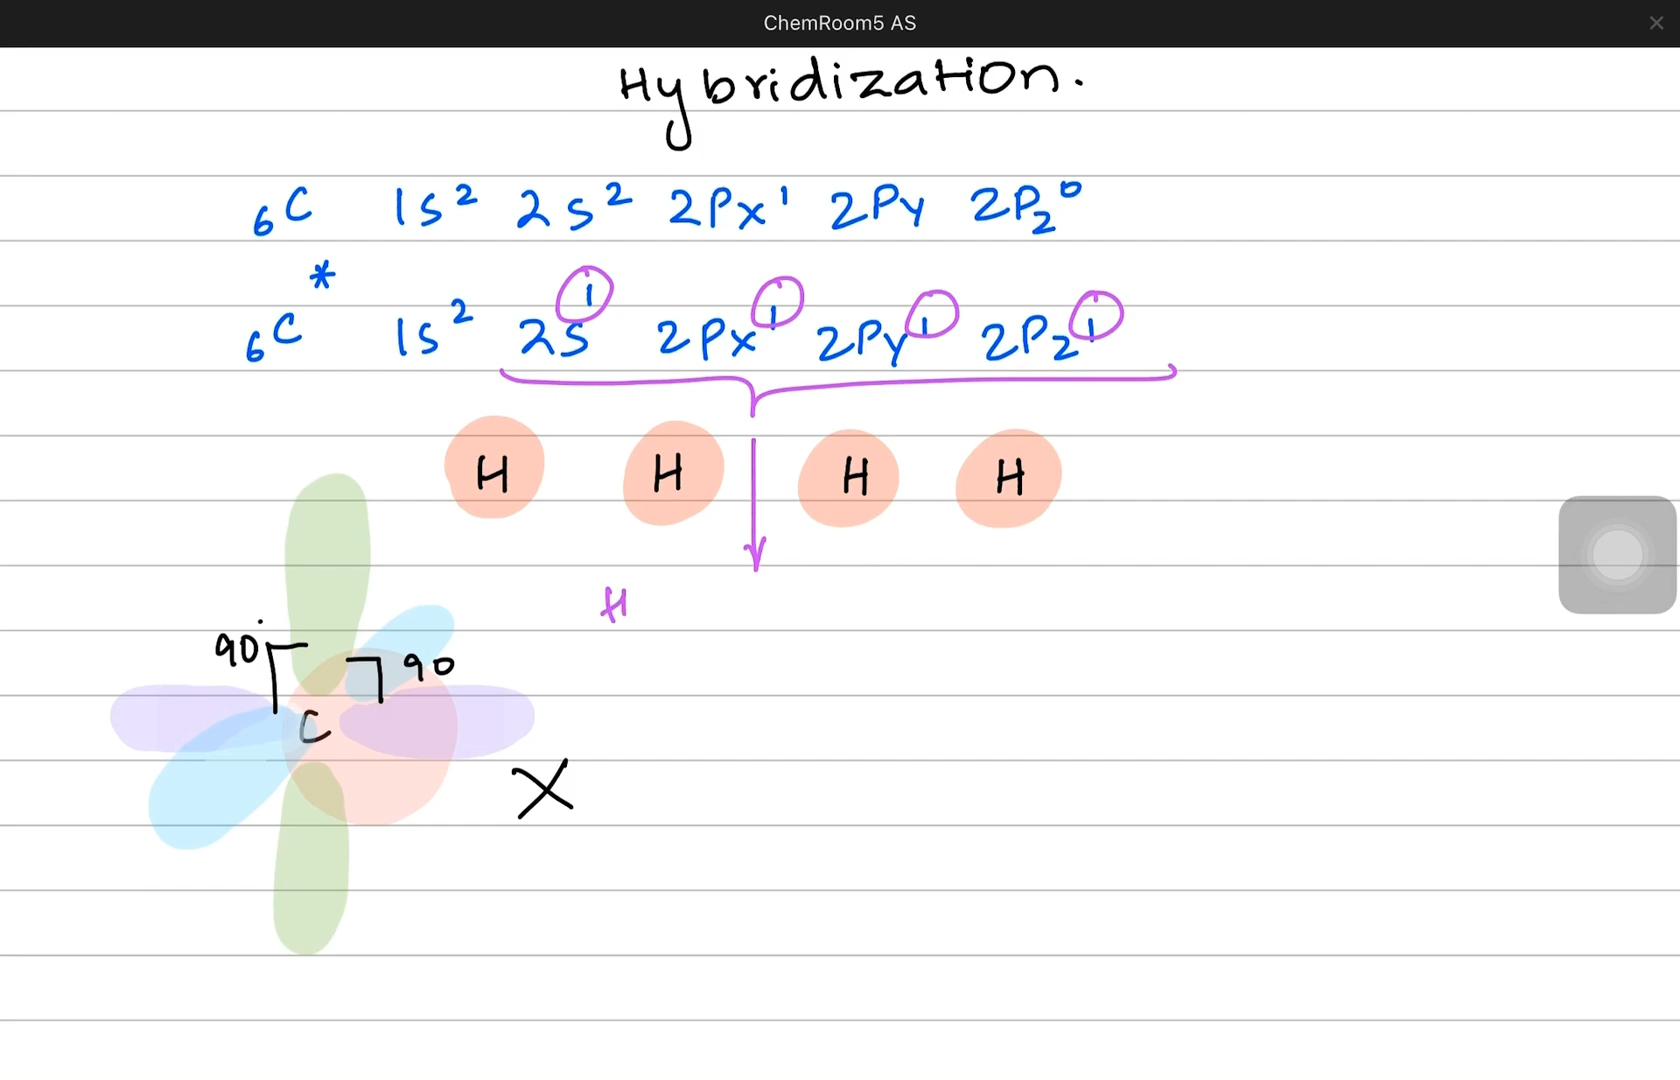 ChemRoom5 AS
Hybridization.
₆C 1s² 2s² 2Px¹ 2Py 2Pz⁰
*
₆C 1s² 2s¹ 2Px¹ 2Py¹ 2Pz¹
H H H H
H
90° 90
C
X